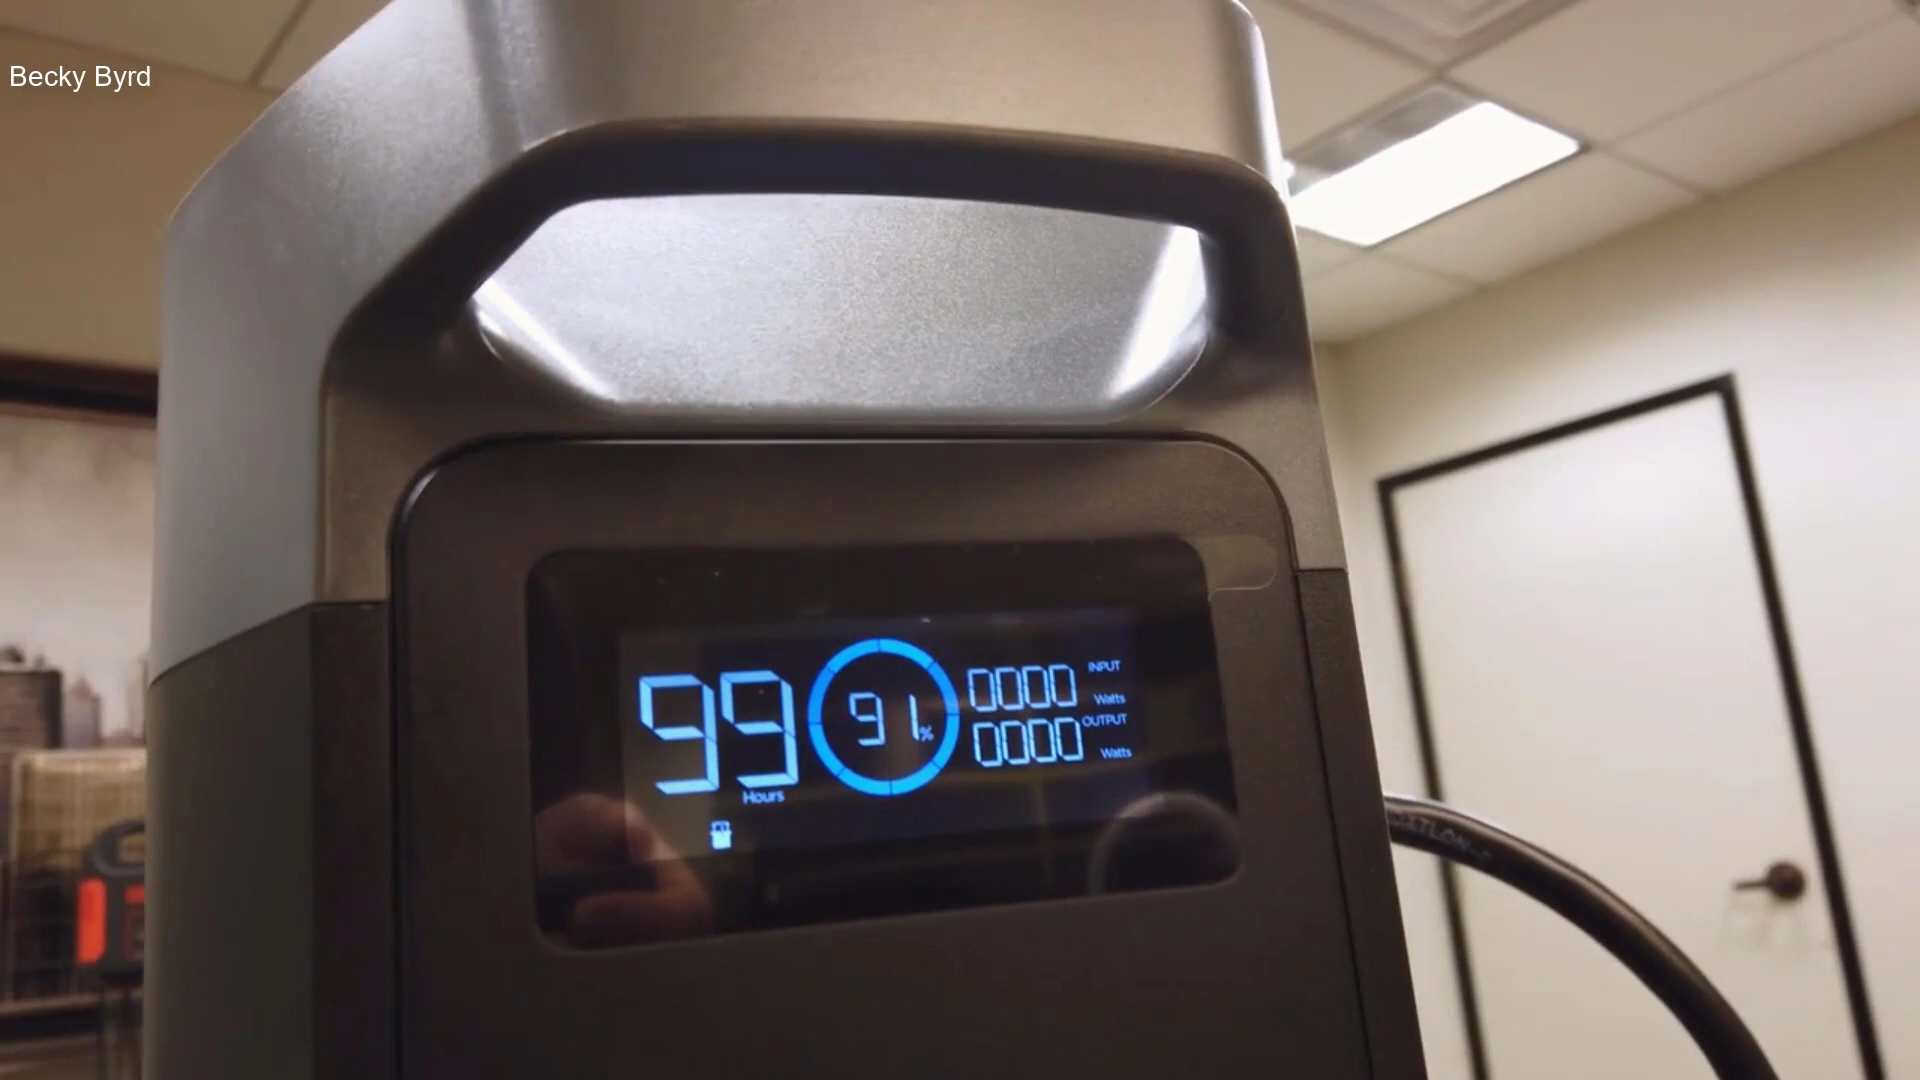 Becky Byrd
99
Hours
91%
0000
INPUT
Watts
0000
OUTPUT
Watts